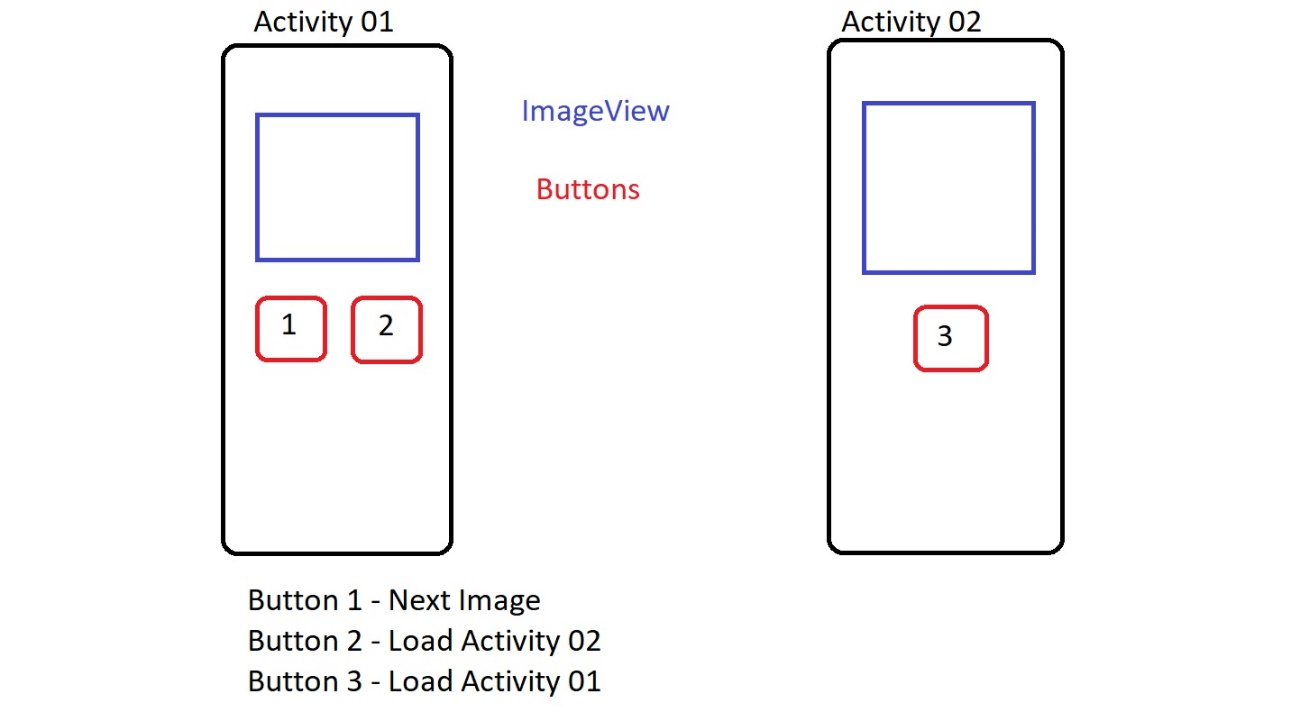 Activity 01
Activity 02
ImageView
Buttons
1
2
3
Button 1 - Next Image
Button 2 - Load Activity 02
Button 3 - Load Activity 01